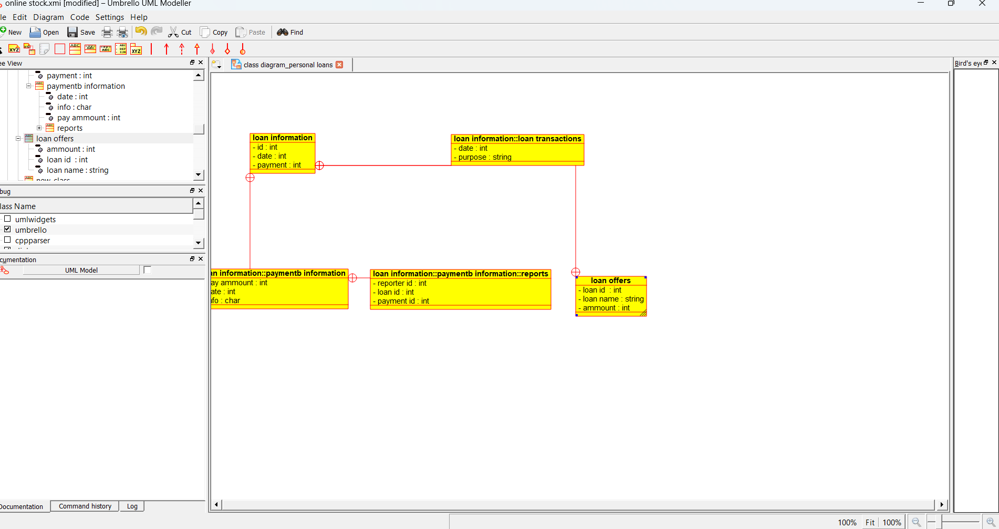 online stock.xmi [modified] – Umbrello UML Modeller
le Edit Diagram Code Settings Help
New Open Save Cut Copy Paste Find
ee View
payment : int
paymentb information
date : int
info : char
pay ammount : int
reports
loan offers
ammount : int
loan id : int
loan name : string
new_class
bug
lass Name
umlwidgets
umbrello
cppparser
cumentation
UML Model
Documentation Command history Log
class diagram_personal loans
loan information
- id : int
- date : int
- payment : int
loan information::loan transactions
- date : int
- purpose : string
an information::paymentb information
ay ammount : int
ate : int
nfo : char
loan information::paymentb information::reports
- reporter id : int
- loan id : int
- payment id : int
loan offers
- loan id : int
- loan name : string
- ammount : int
Bird's eye
100% Fit 100%